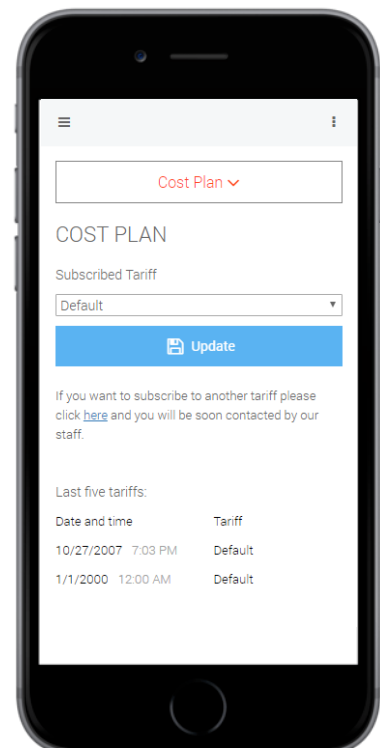 Cost Plan
COST PLAN
Subscribed Tariff
Default
Update
If you want to subscribe to another tariff please
click here and you will be soon contacted by our
staff.
Last five tariffs:
Date and time Tariff
10/27/2007 7:03 PM Default
1/1/2000 12:00 AM Default